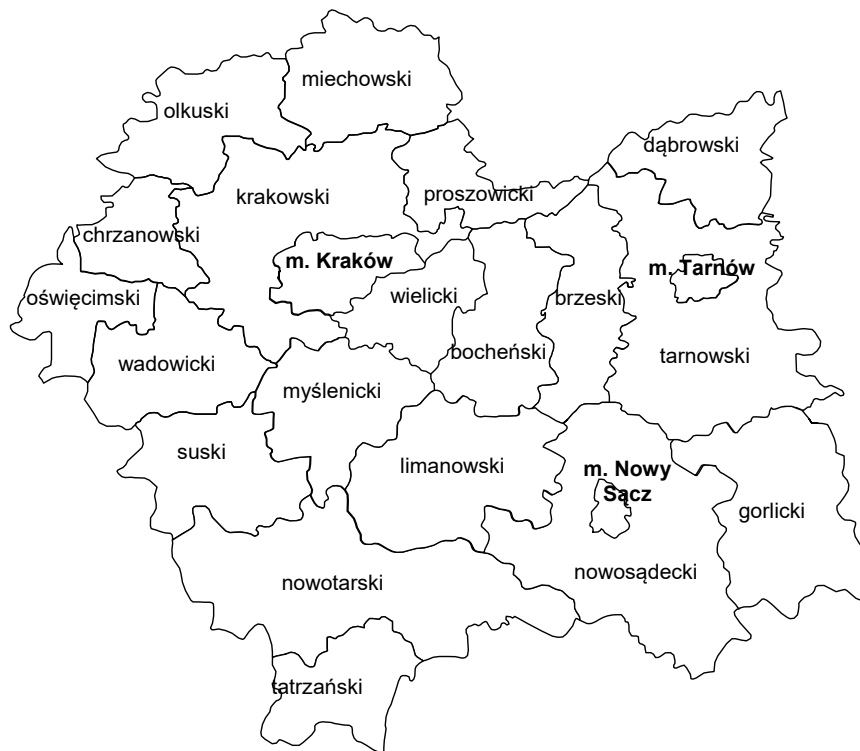 miechowski
olkuski
dąbrowski
krakowski
proszowicki
chrzanowski
m. Kraków
m. Tarnów
oświęcimski
wielicki
brzeski
bocheński
tarnowski
wadowicki
myślenicki
suski
limanowski
m. Nowy
Sącz
gorlicki
nowotarski
nowosądecki
tatrzański